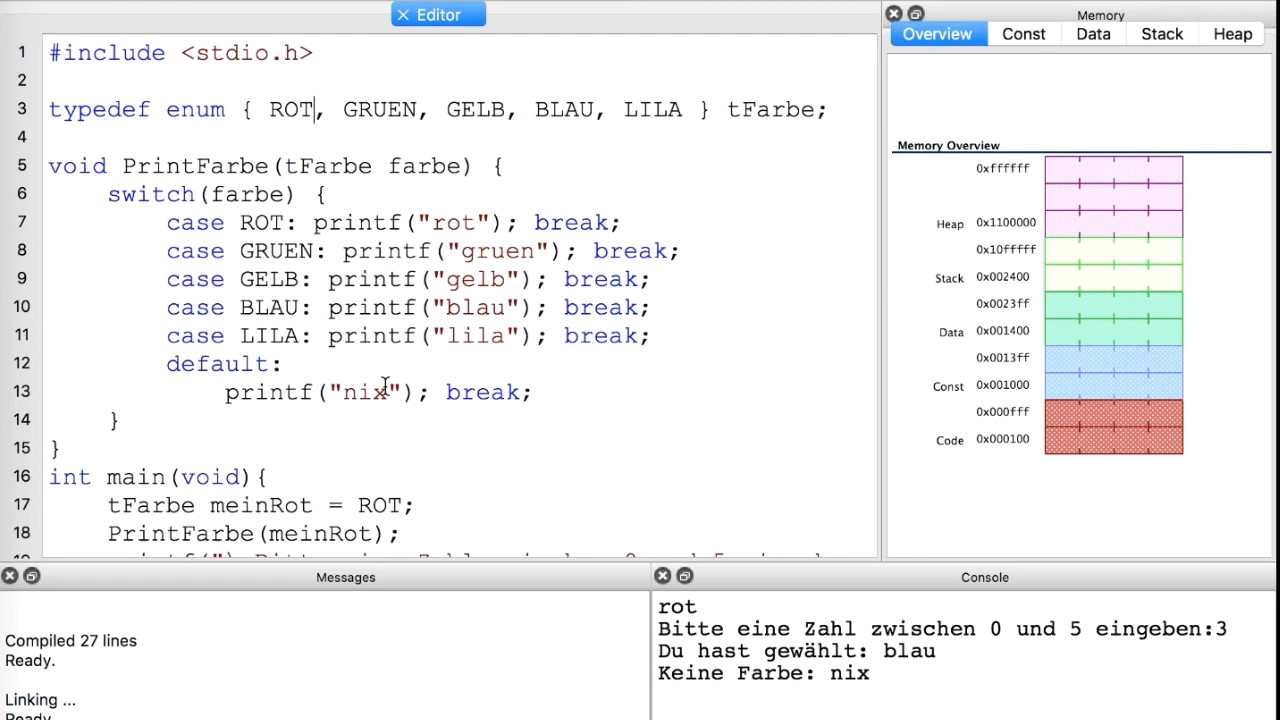 Editor
1 #include <stdio.h>
2
3 typedef enum { ROT, GRUEN, GELB, BLAU, LILA } tFarbe;
4
5 void PrintFarbe(tFarbe farbe) {
6 switch(farbe) {
7 case ROT: printf("rot"); break;
8 case GRUEN: printf("gruen"); break;
9 case GELB: printf("gelb"); break;
10 case BLAU: printf("blau"); break;
11 case LILA: printf("lila"); break;
12 default:
13 printf("nix"); break;
14 }
15 }
16 int main(void){
17 tFarbe meinRot = ROT;
18 PrintFarbe(meinRot);
Memory
Overview Const Data Stack Heap
Memory Overview
0xffffff
Heap 0x1100000
0x10fffff
Stack 0x002400
0x0023ff
Data 0x001400
0x0013ff
Const 0x001000
0x000fff
Code 0x000100
Messages
Compiled 27 lines
Ready.
Linking ...
Ready
Console
rot
Bitte eine Zahl zwischen 0 und 5 eingeben:3
Du hast gewählt: blau
Keine Farbe: nix